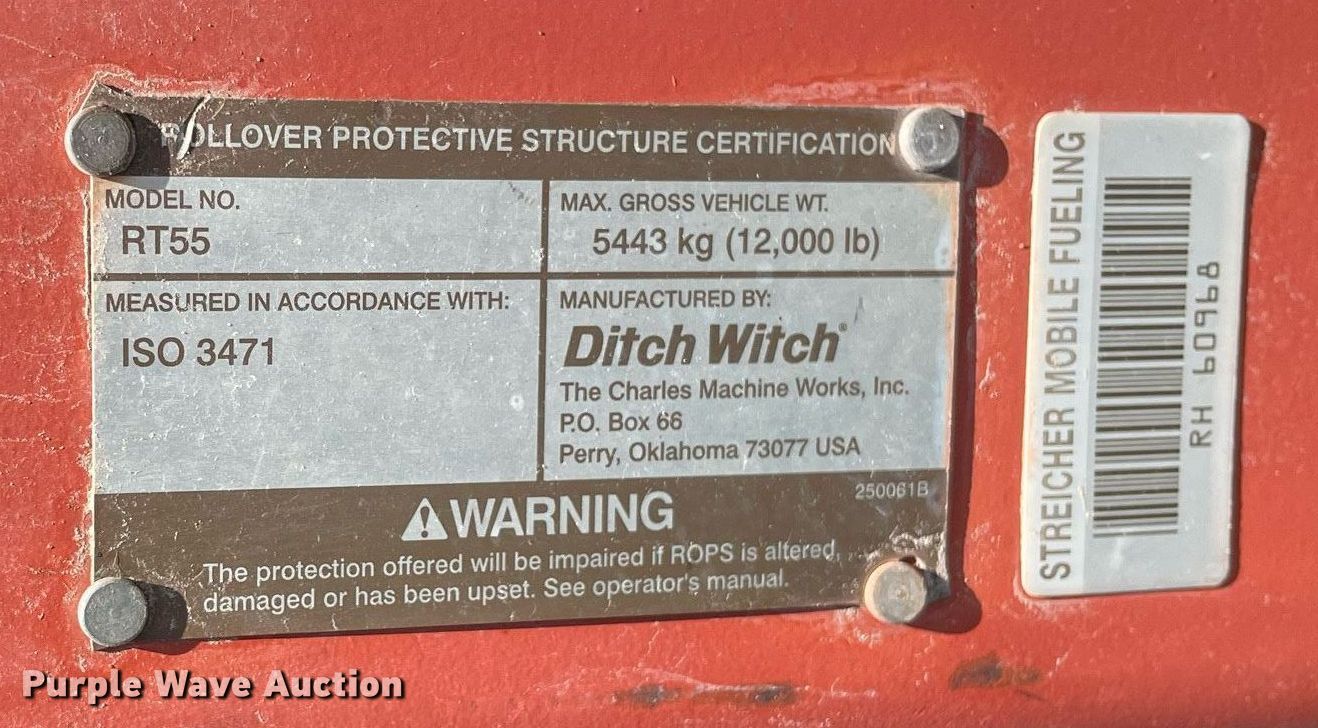 ROLLOVER PROTECTIVE STRUCTURE CERTIFICATION
MODEL NO.
RT55
MAX. GROSS VEHICLE WT.
5443 kg (12,000 lb)
MEASURED IN ACCORDANCE WITH:
ISO 3471
MANUFACTURED BY:
Ditch Witch®
The Charles Machine Works, Inc.
P.O. Box 66
Perry, Oklahoma 73077 USA
250061B
WARNING
The protection offered will be impaired if ROPS is altered,
damaged or has been upset. See operator's manual.
STREICHER MOBILE FUELING
RH 60968
Purple Wave Auction